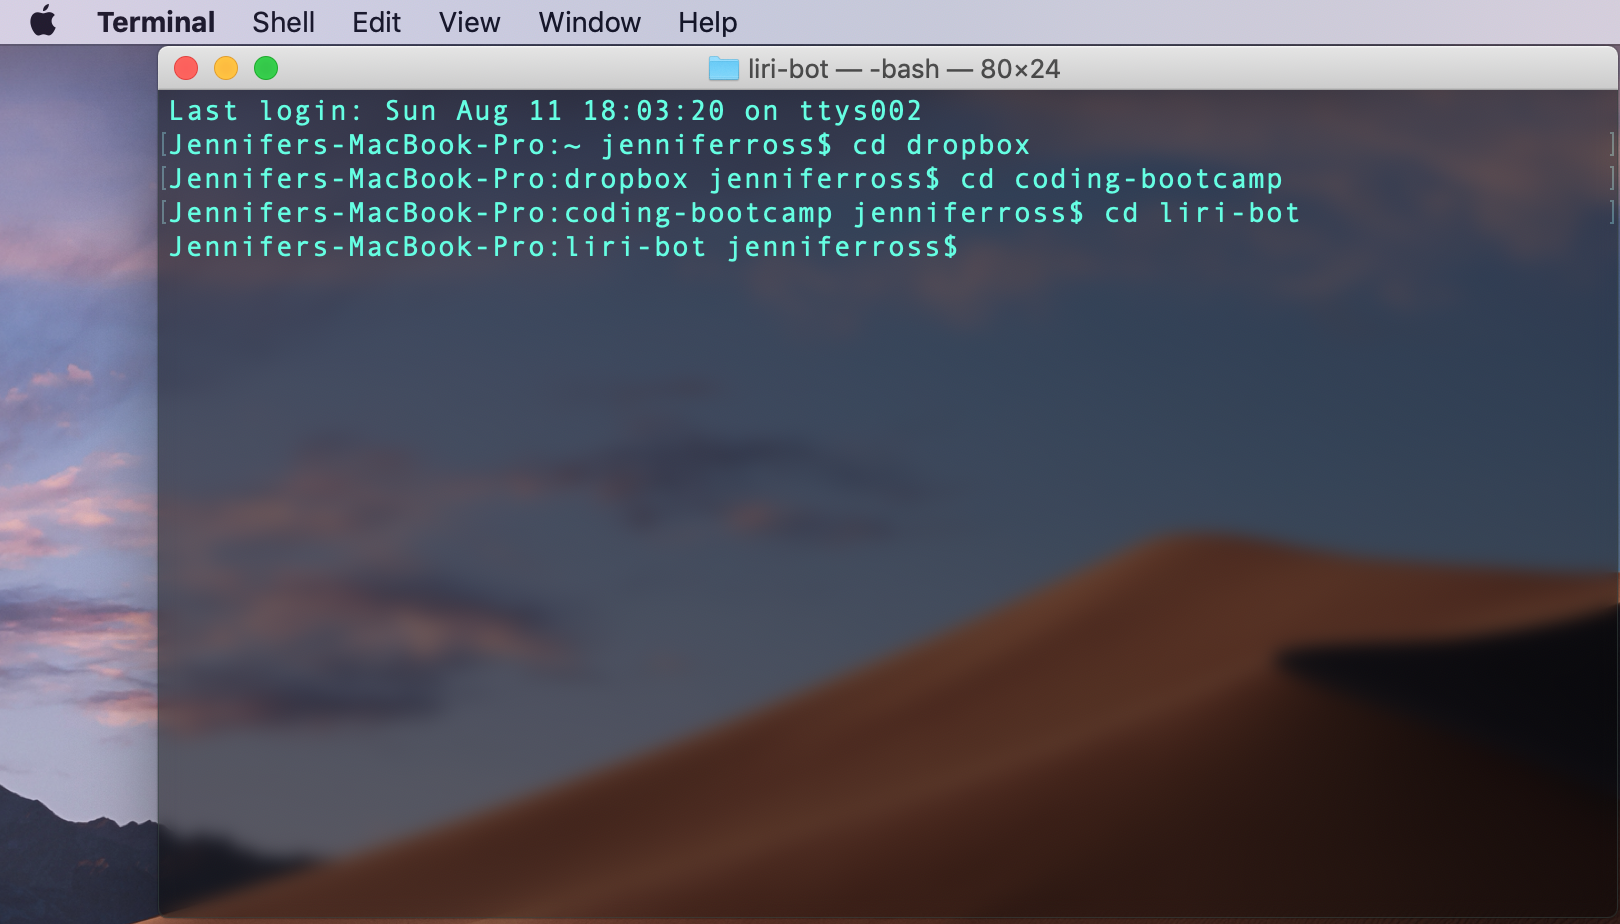 Terminal Shell Edit View Window Help
liri-bot — -bash — 80×24
Last login: Sun Aug 11 18:03:20 on ttys002
[Jennifers-MacBook-Pro:~ jenniferross$ cd dropbox ]
[Jennifers-MacBook-Pro:dropbox jenniferross$ cd coding-bootcamp ]
[Jennifers-MacBook-Pro:coding-bootcamp jenniferross$ cd liri-bot ]
Jennifers-MacBook-Pro:liri-bot jenniferross$